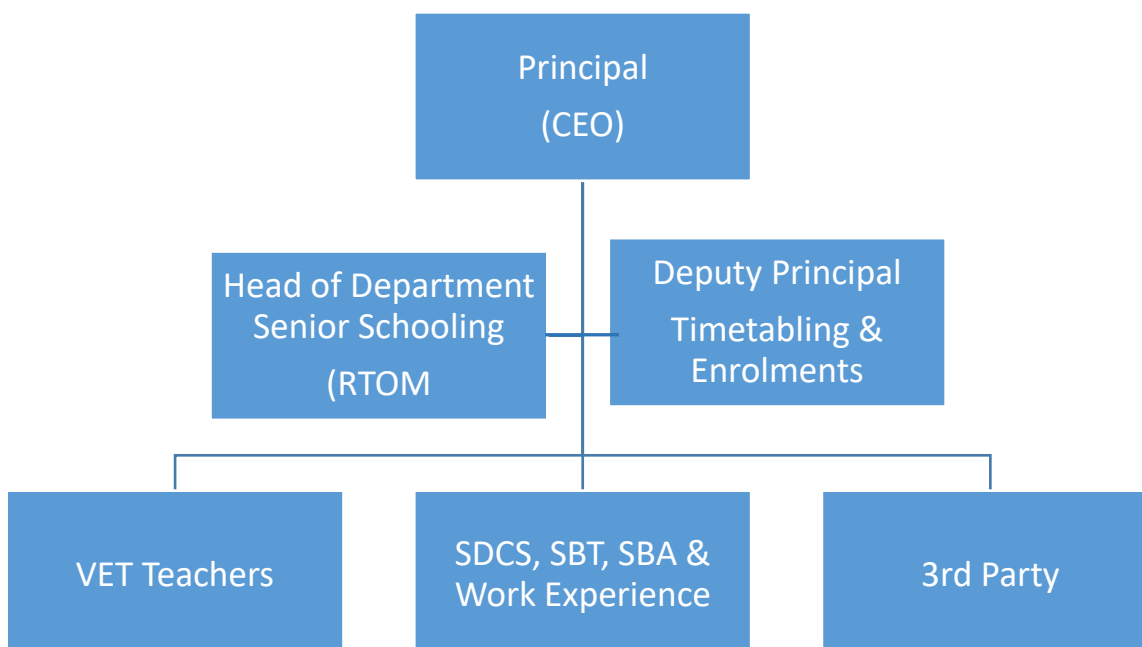 Principal
(CEO)
Head of Department
Senior Schooling
(RTOM
Deputy Principal
Timetabling &
Enrolments
VET Teachers
SDCS, SBT, SBA &
Work Experience
3rd Party